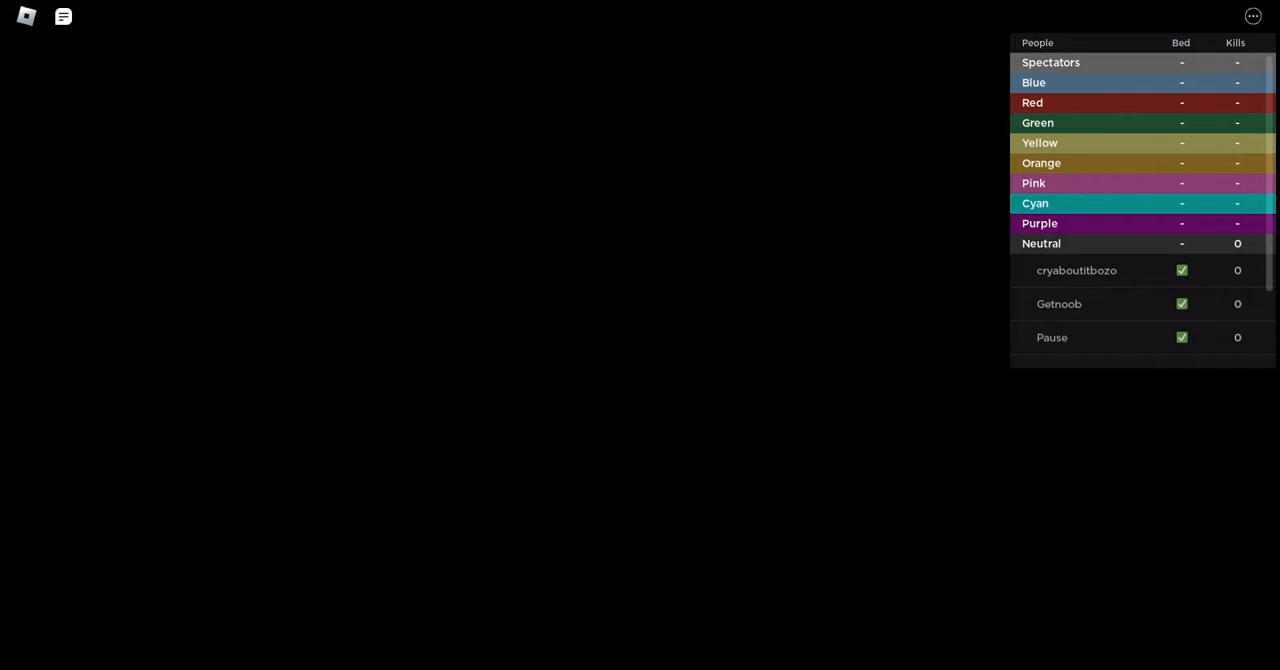 People Bed Kills
Spectators - -
Blue - -
Red - -
Green - -
Yellow - -
Orange - -
Pink - -
Cyan - -
Purple - -
Neutral - 0
cryaboutitbozo ✅ 0
Getnoob ✅ 0
Pause ✅ 0